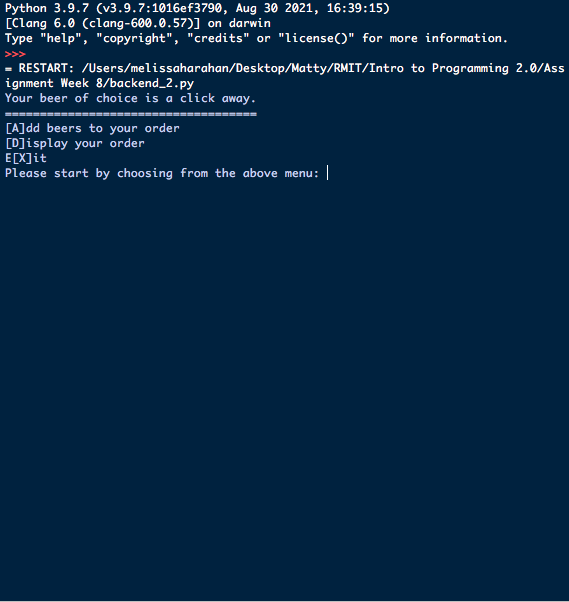 Python 3.9.7 (v3.9.7:1016ef3790, Aug 30 2021, 16:39:15)
[Clang 6.0 (clang-600.0.57)] on darwin
Type "help", "copyright", "credits" or "license()" for more information.
>>>
= RESTART: /Users/melissaharahan/Desktop/Matty/RMIT/Intro to Programming 2.0/Ass
ignment Week 8/backend_2.py
Your beer of choice is a click away.
====================================
[A]dd beers to your order
[D]isplay your order
E[X]it
Please start by choosing from the above menu: